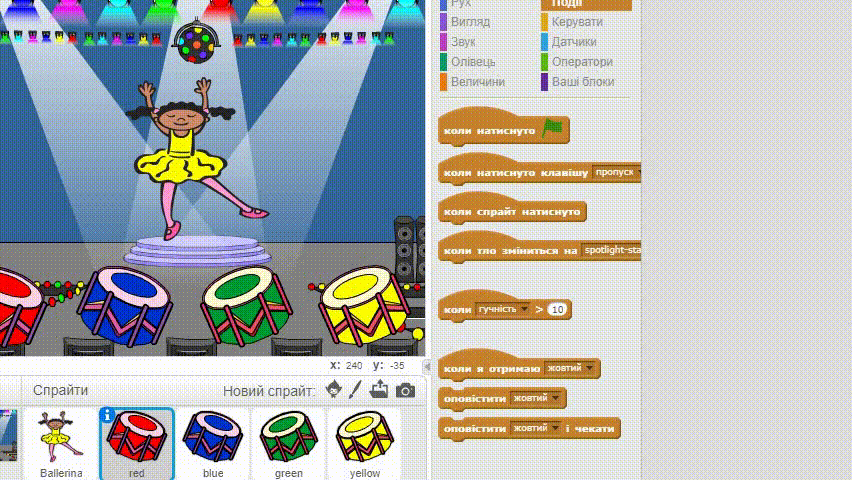 Рух
Події
Вигляд
Керувати
Звук
Датчики
Олівець
Оператори
Величини
Ваші блоки
коли натиснуто
коли натиснуто клавішу пропуск
коли спрайт натиснуто
коли тло зміниться на spotlight-sta
коли гучність > 10
коли я отримаю жовтий
оповістити жовтий
оповістити жовтий і чекати
x: 240 y: -35
Спрайти
Новий спрайт:
Ballerina
red
blue
green
yellow